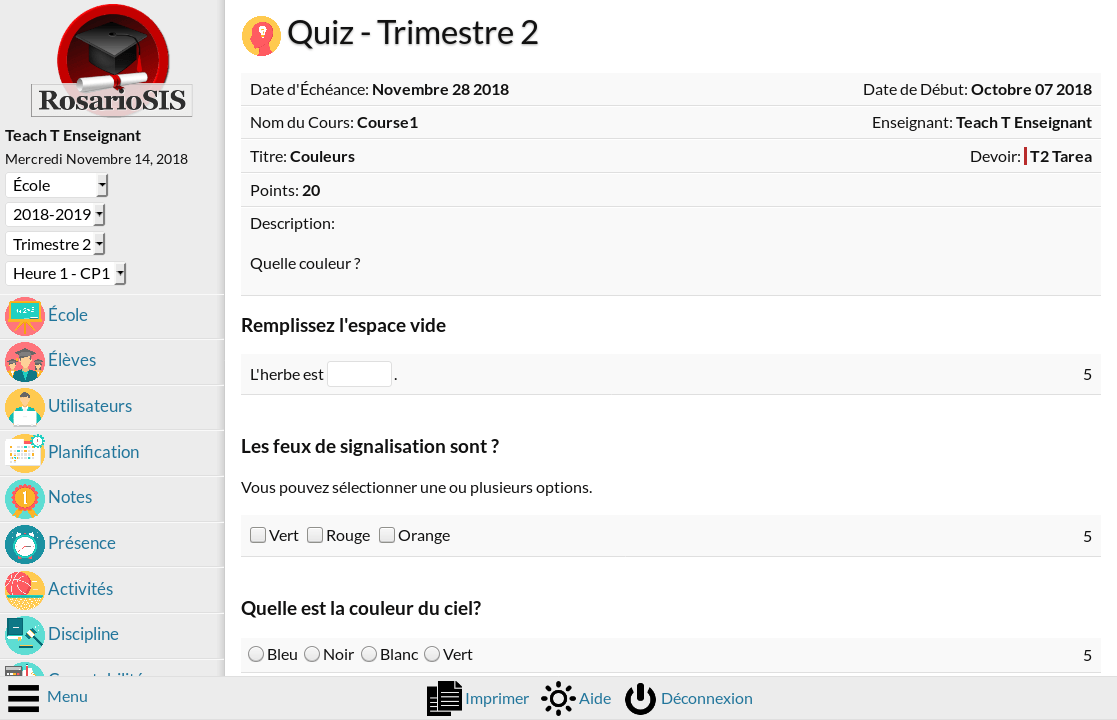 RosarioSIS
Teach T Enseignant
Mercredi Novembre 14, 2018
École
2018-2019
Trimestre 2
Heure 1 - CP1
École
Élèves
Utilisateurs
Planification
Notes
Présence
Activités
Discipline
Menu
Quiz - Trimestre 2
Date d'Échéance: Novembre 28 2018 Date de Début: Octobre 07 2018
Nom du Cours: Course1 Enseignant: Teach T Enseignant
Titre: Couleurs Devoir: T2 Tarea
Points: 20
Description:
Quelle couleur ?
Remplissez l'espace vide
L'herbe est . 5
Les feux de signalisation sont ?
Vous pouvez sélectionner une ou plusieurs options.
Vert Rouge Orange 5
Quelle est la couleur du ciel?
Bleu Noir Blanc Vert 5
Imprimer Aide Déconnexion